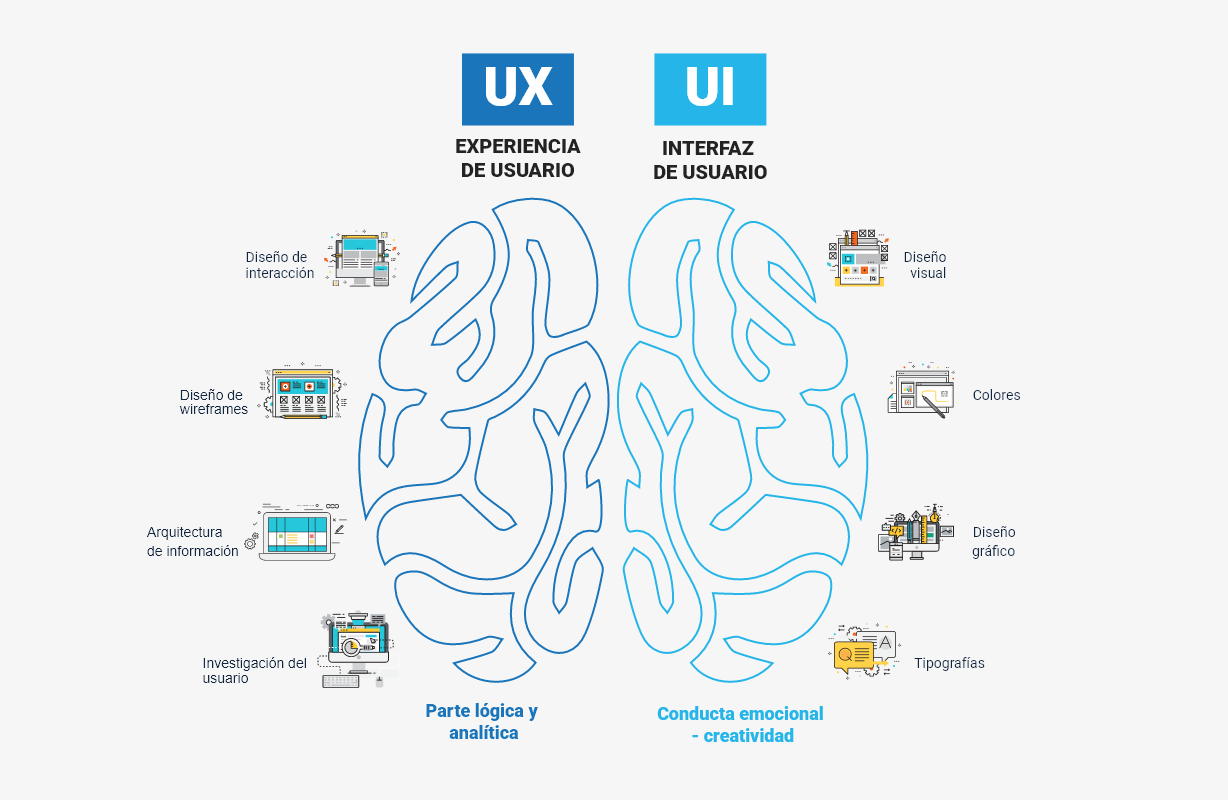 UX
EXPERIENCIA
DE USUARIO
UI
INTERFAZ
DE USUARIO
Diseño de
interacción
Diseño de
wireframes
Arquitectura
de información
Investigación del
usuario
Diseño
visual
Colores
Diseño
gráfico
Tipografías
A
Q
Parte lógica y
analítica
Conducta emocional
- creatividad